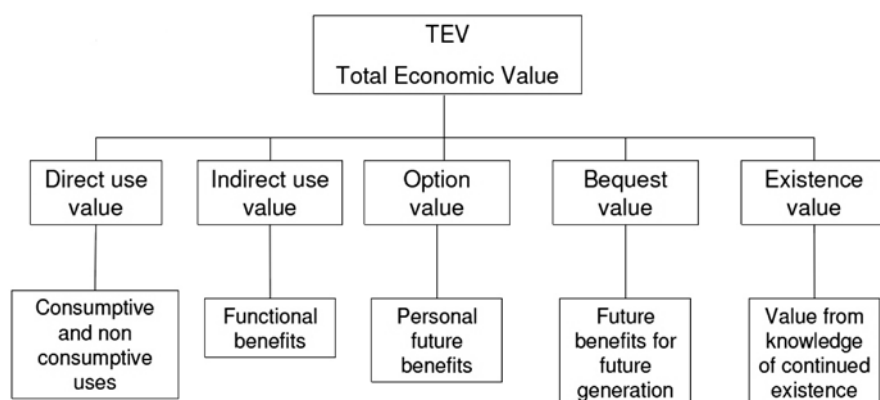 TEV
Total Economic Value
Direct use
value
Indirect use
value
Option
value
Bequest
value
Existence
value
Consumptive
and non
consumptive
uses
Functional
benefits
Personal
future
benefits
Future
benefits for
future
generation
Value from
knowledge
of continued
existence